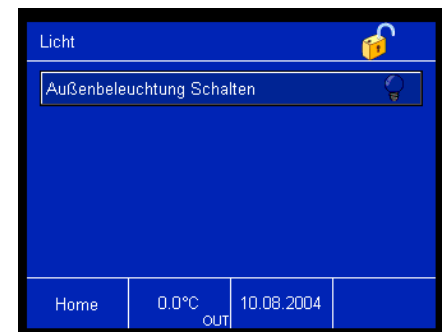 Licht
Außenbeleuchtung Schalten
Home
0.0°C
OUT
10.08.2004